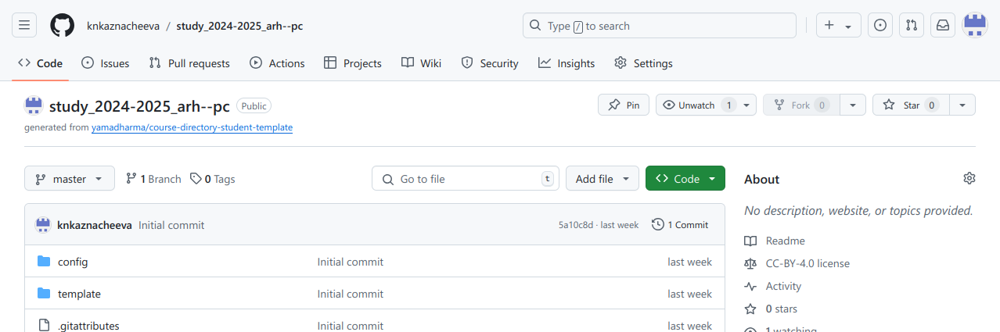 knkaznacheeva / study_2024-2025_arh--pc
Type / to search
Code Issues Pull requests Actions Projects Wiki Security Insights Settings
study_2024-2025_arh--pc Public
Pin Unwatch 1 Fork 0 Star 0
generated from yamadharma/course-directory-student-template
master 1 Branch 0 Tags Go to file t Add file Code
About
No description, website, or topics provided.
knkaznacheeva Initial commit 5a10c8d · last week 1 Commit
Readme
config Initial commit last week
CC-BY-4.0 license
Activity
template Initial commit last week
0 stars
.gitattributes Initial commit last week
1 watching